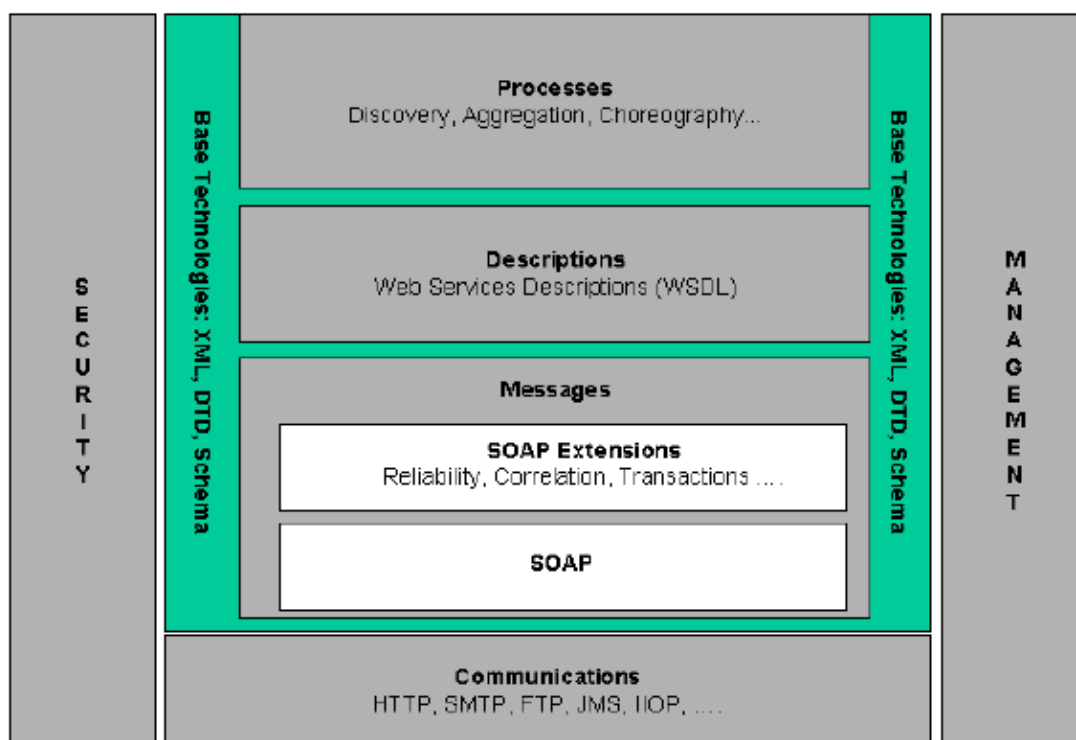 SECURITY
Base Technologies: XML, DTD, Schema
Processes
Discovery, Aggregation, Choreography...
Descriptions
Web Services Descriptions (WSDL)
Messages
SOAP Extensions
Reliability, Correlation, Transactions ....
SOAP
Base Technologies: XML, DTD, Schema
MANAGEMENT
Communications
HTTP, SMTP, FTP, JMS, IIOP, ....